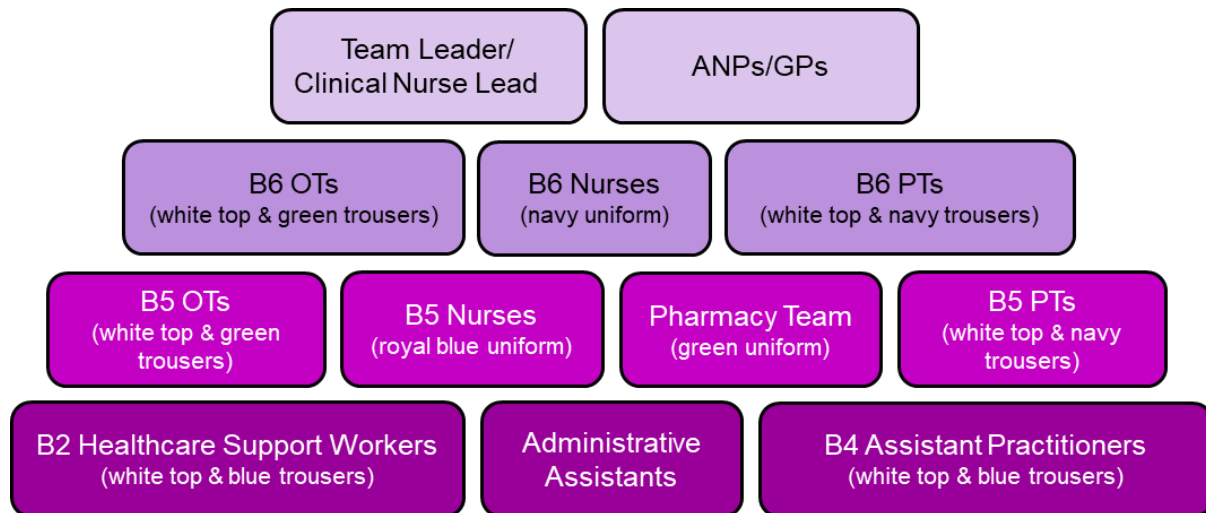 Team Leader/
Clinical Nurse Lead
ANPs/GPs
B6 OTs
(white top & green trousers)
B6 Nurses
(navy uniform)
B6 PTs
(white top & navy trousers)
B5 OTs
(white top & green
trousers)
B5 Nurses
(royal blue uniform)
Pharmacy Team
(green uniform)
B5 PTs
(white top & navy
trousers)
B2 Healthcare Support Workers
(white top & blue trousers)
Administrative
Assistants
B4 Assistant Practitioners
(white top & blue trousers)